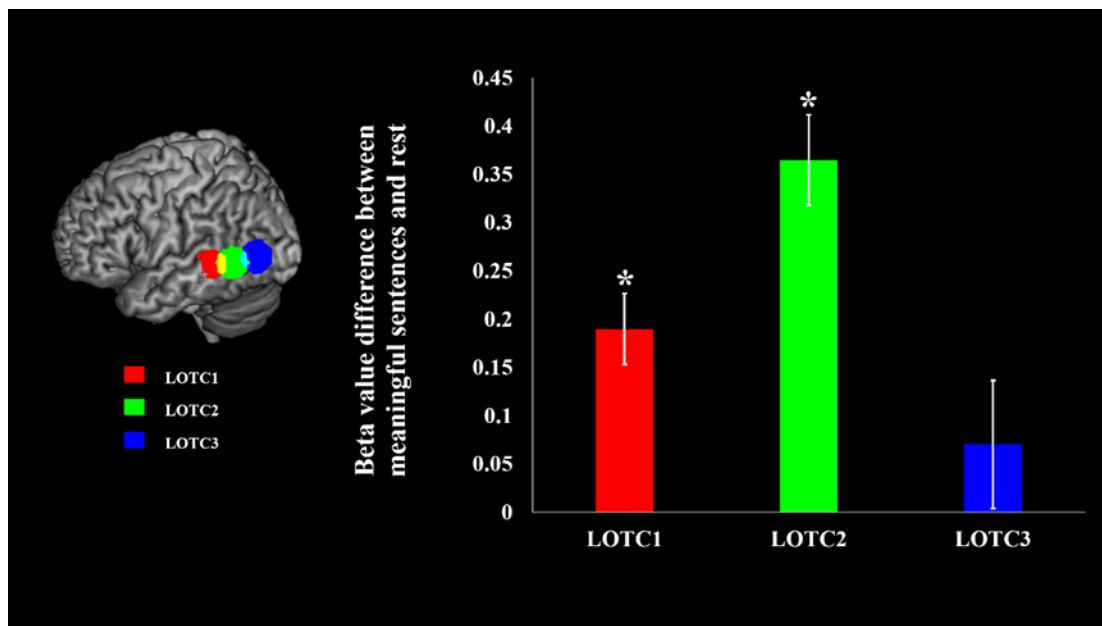 LOTC1
LOTC2
LOTC3
Beta value difference between
meaningful sentences and rest
0.45
0.4
0.35
0.3
0.25
0.2
0.15
0.1
0.05
0
*
*
LOTC1 LOTC2 LOTC3